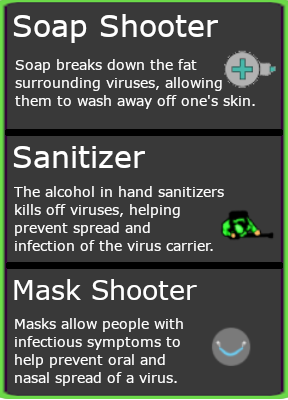 Soap Shooter
Soap breaks down the fat
surrounding viruses, allowing
them to wash away off one's skin.
Sanitizer
The alcohol in hand sanitizers
kills off viruses, helping
prevent spread and
infection of the virus carrier.
Mask Shooter
Masks allow people with
infectious symptoms to
help prevent oral and
nasal spread of a virus.